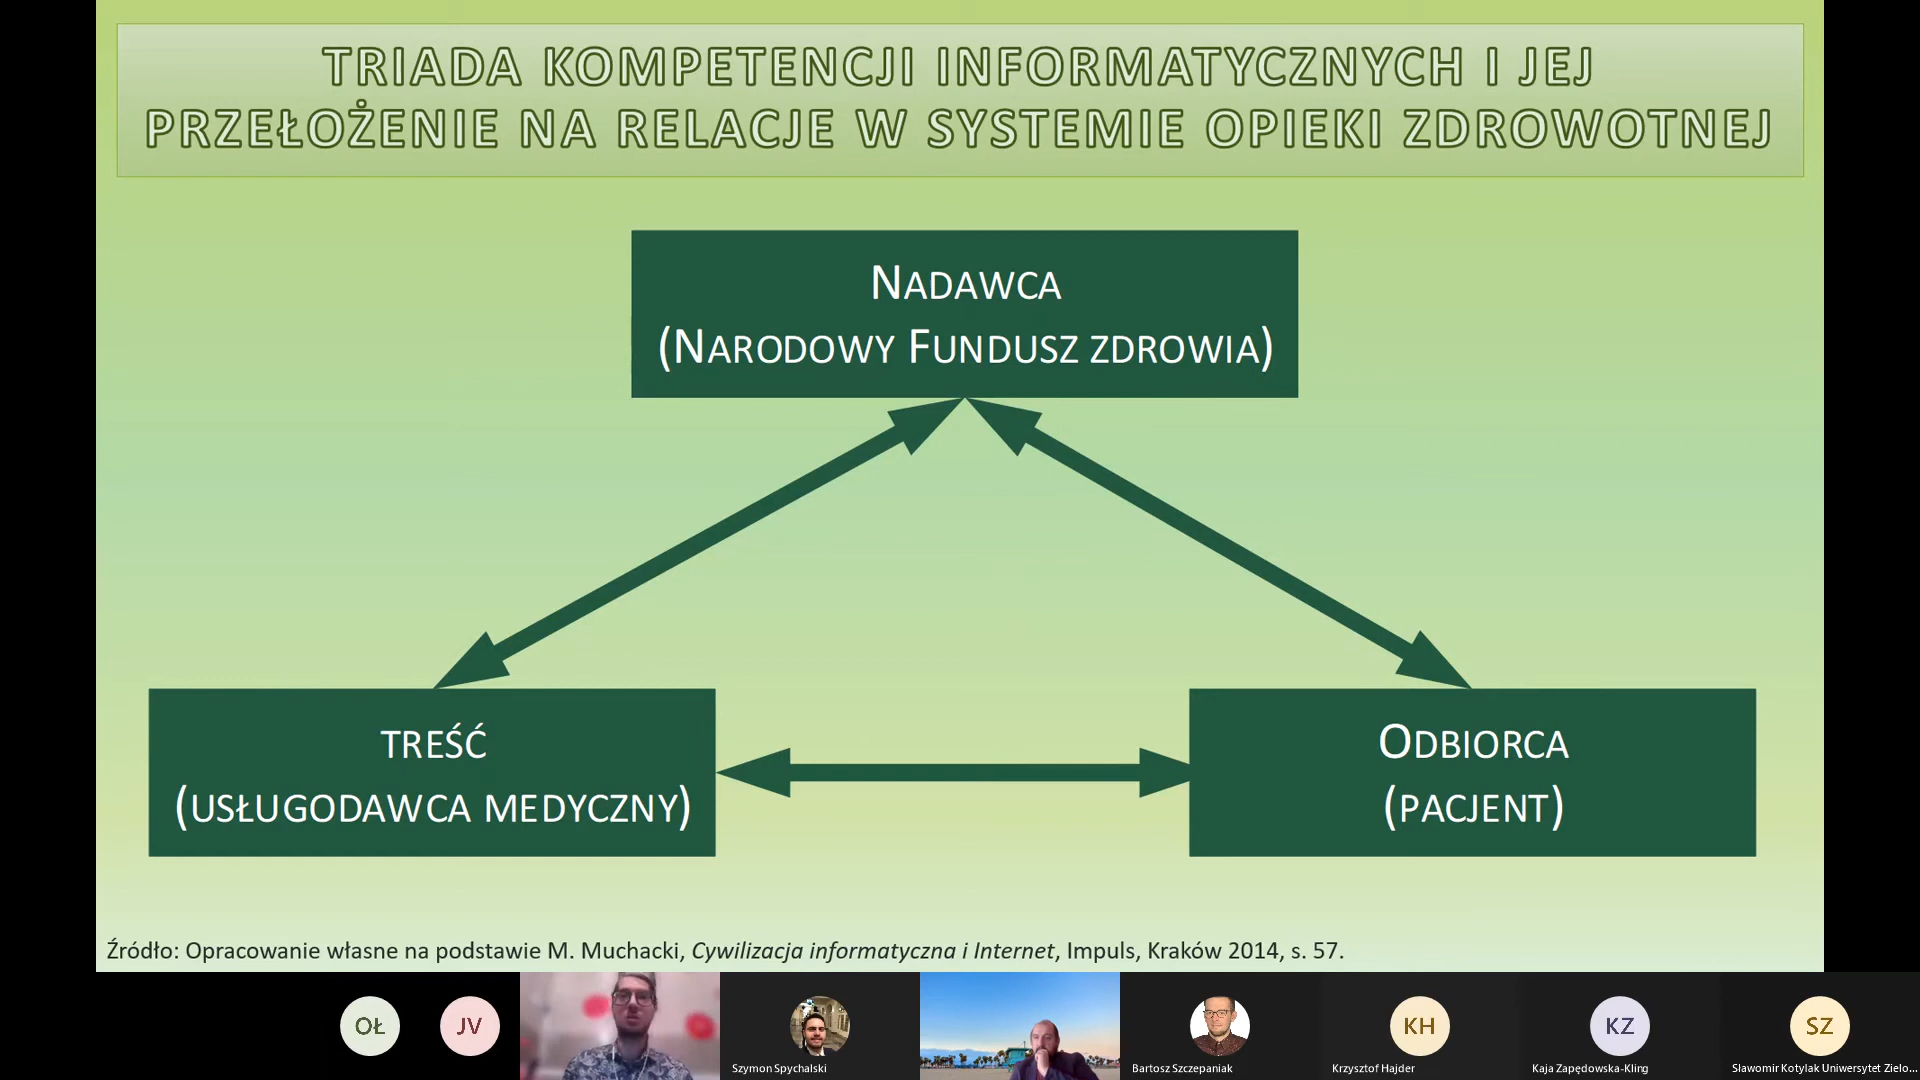 TRIADA KOMPETENCJI INFORMATYCZNYCH I JEJ
PRZEŁOŻENIE NA RELACJE W SYSTEMIE OPIEKI ZDROWOTNEJ
NADAWCA
(NARODOWY FUNDUSZ ZDROWIA)
TREŚĆ
(USŁUGODAWCA MEDYCZNY)
ODBIORCA
(PACJENT)
Źródło: Opracowanie własne na podstawie M. Muchacki, Cywilizacja informatyczna i Internet, Impuls, Kraków 2014, s. 57.
OŁ
JV
KH
KZ
SZ
Szymon Spychalski
Bartosz Szczepaniak
Krzysztof Hajder
Kaja Zapędowska-Kling
Sławomir Kotylak Uniwersytet Zielo...